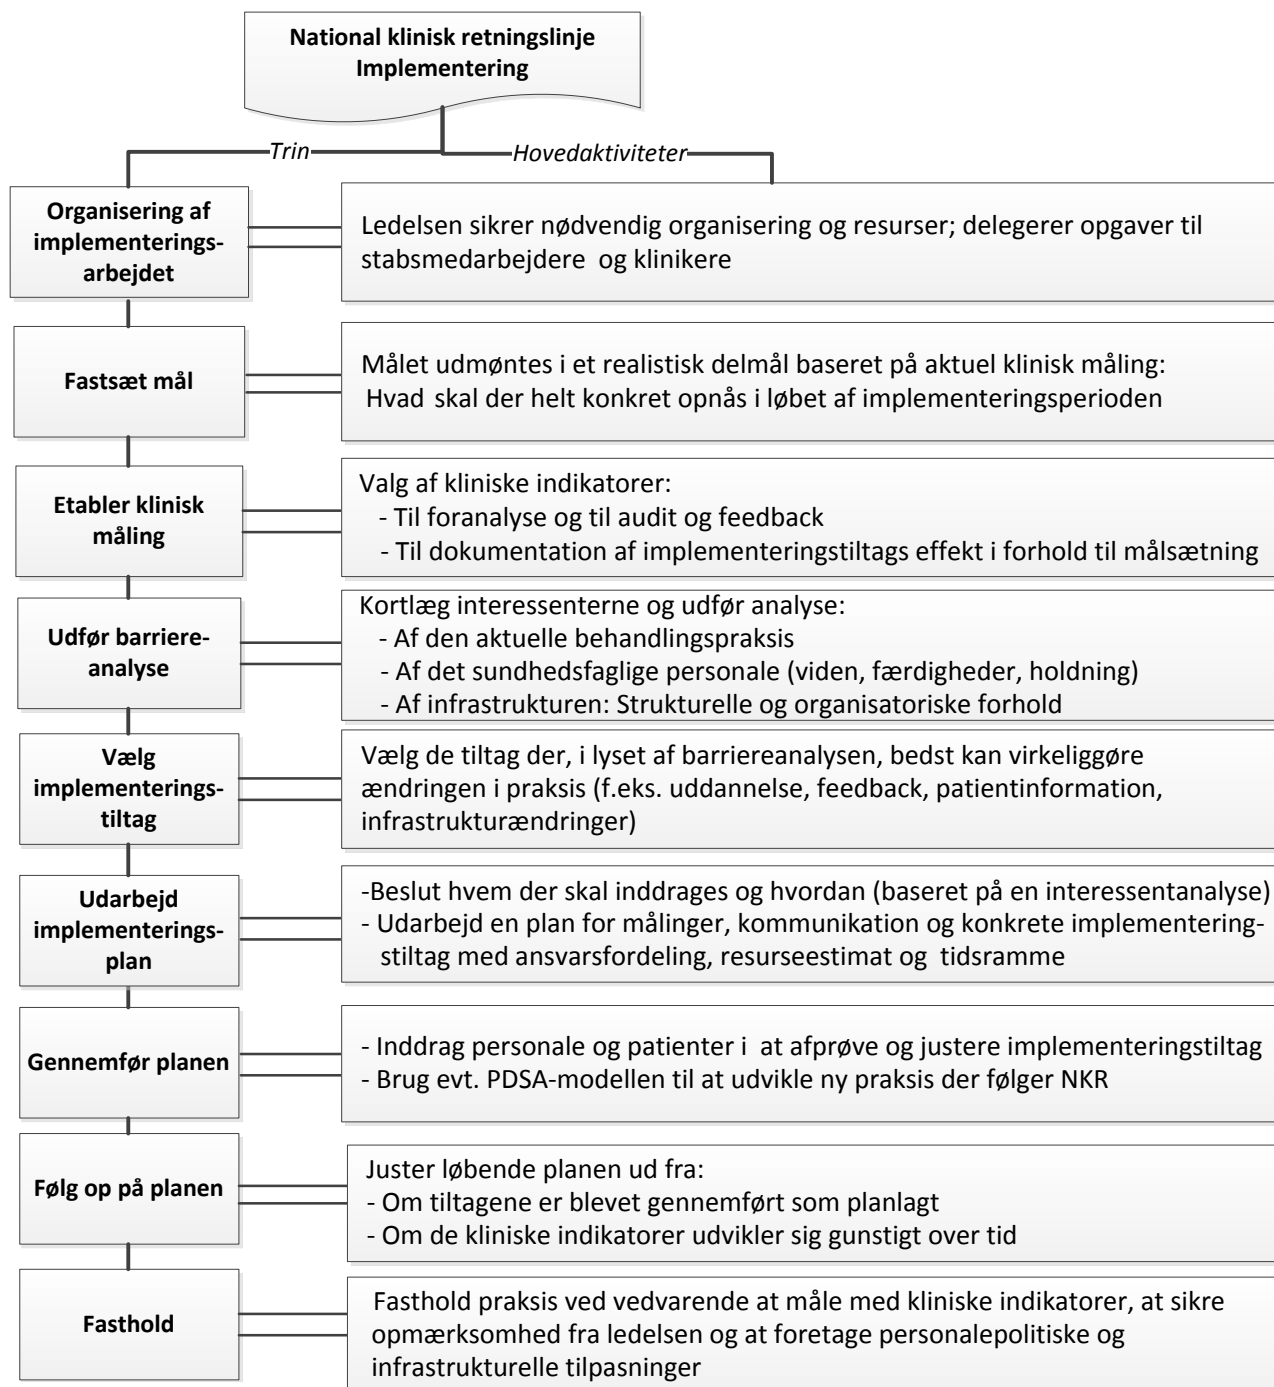 National klinisk retningslinje
Implementering
Trin
Hovedaktiviteter
Organisering af
implementerings-
arbejdet
Ledelsen sikrer nødvendig organisering og resurser; delegerer opgaver til
stabsmedarbejdere og klinikere
Fastsæt mål
Målet udmøntes i et realistisk delmål baseret på aktuel klinisk måling:
Hvad skal der helt konkret opnås i løbet af implementeringsperioden
Etabler klinisk
måling
Valg af kliniske indikatorer:
- Til foranalyse og til audit og feedback
- Til dokumentation af implementeringstiltags effekt i forhold til målsætning
Udfør barriere-
analyse
Kortlæg interessenterne og udfør analyse:
- Af den aktuelle behandlingspraksis
- Af det sundhedsfaglige personale (viden, færdigheder, holdning)
- Af infrastrukturen: Strukturelle og organisatoriske forhold
Vælg
implementerings-
tiltag
Vælg de tiltag der, i lyset af barriereanalysen, bedst kan virkeliggøre
ændringen i praksis (f.eks. uddannelse, feedback, patientinformation,
infrastrukturændringer)
Udarbejd
implementerings-
plan
-Beslut hvem der skal inddrages og hvordan (baseret på en interessentanalyse)
- Udarbejd en plan for målinger, kommunikation og konkrete implementering-
stiltag med ansvarsfordeling, resurseestimat og tidsramme
Gennemfør planen
- Inddrag personale og patienter i at afprøve og justere implementeringstiltag
- Brug evt. PDSA-modellen til at udvikle ny praksis der følger NKR
Følg op på planen
Juster løbende planen ud fra:
- Om tiltagene er blevet gennemført som planlagt
- Om de kliniske indikatorer udvikler sig gunstigt over tid
Fasthold
Fasthold praksis ved vedvarende at måle med kliniske indikatorer, at sikre
opmærksomhed fra ledelsen og at foretage personalepolitiske og
infrastrukturelle tilpasninger